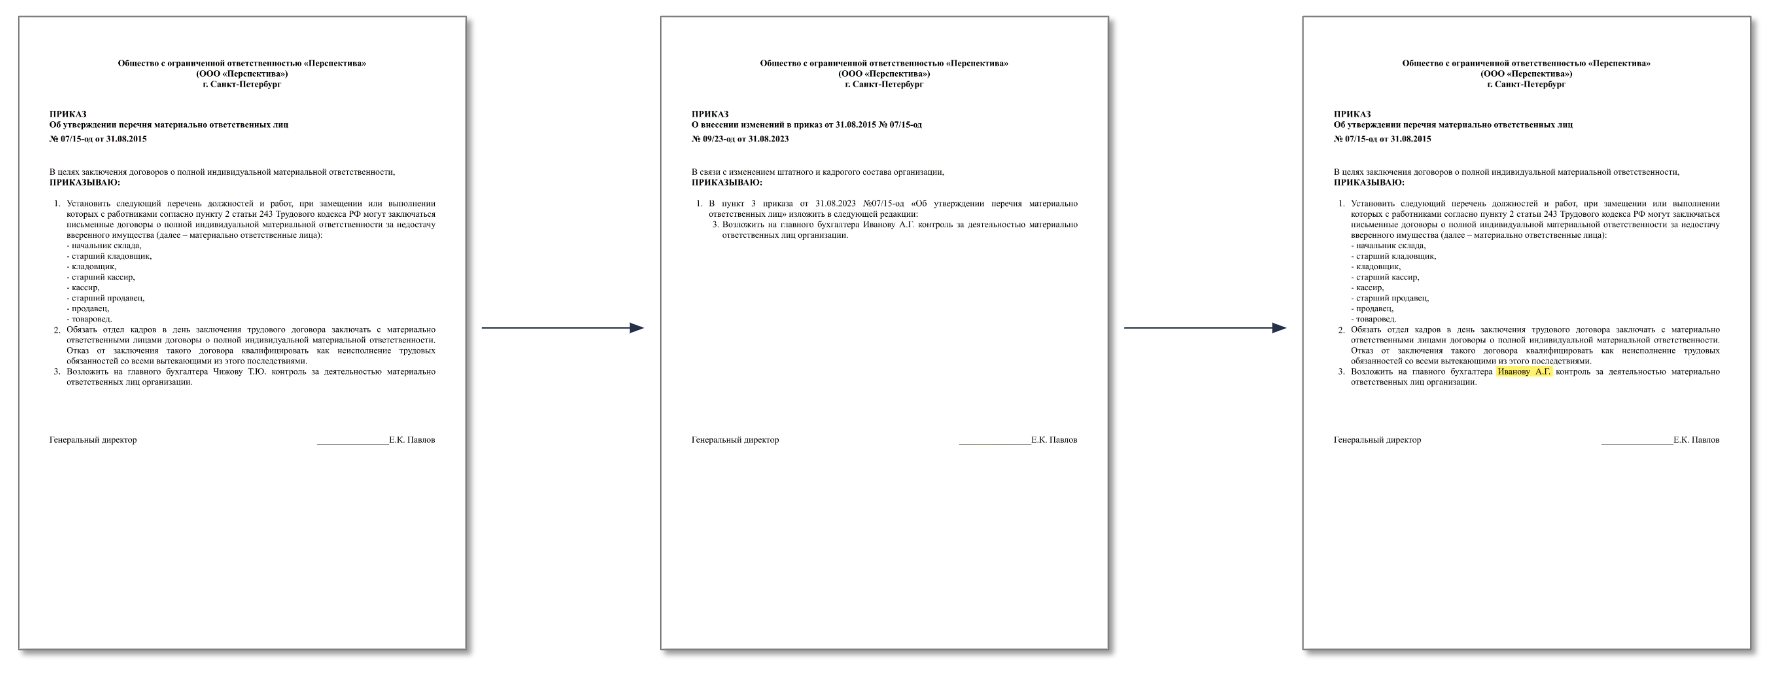 Общество с ограниченной ответственностью «Перспектива»
(ООО «Перспектива»)
г. Санкт-Петербург
ПРИКАЗ
Об утверждении перечня материально ответственных лиц
№ 07/15-од от 31.08.2015
В целях заключения договоров о полной индивидуальной материальной ответственности,
ПРИКАЗЫВАЮ:
1. Установить следующий перечень должностей и работ, при замещении или выполнении
которых с работниками согласно пункту 2 статьи 243 Трудового кодекса РФ могут заключаться
письменные договоры о полной индивидуальной материальной ответственности за недостачу
вверенного имущества (далее – материально ответственные лица):
- начальник склада,
- старший кладовщик,
- кладовщик,
- старший кассир,
- кассир,
- старший продавец,
- продавец,
- товаровед.
2. Обязать отдел кадров в день заключения трудового договора заключать с материально
ответственными лицами договоры о полной индивидуальной материальной ответственности.
Отказ от заключения такого договора квалифицировать как неисполнение трудовых
обязанностей со всеми вытекающими из этого последствиями.
3. Возложить на главного бухгалтера Чижову Т.Ю. контроль за деятельностью материально
ответственных лиц организации.
Генеральный директор ________________Е.К. Павлов
Общество с ограниченной ответственностью «Перспектива»
(ООО «Перспектива»)
г. Санкт-Петербург
ПРИКАЗ
О внесении изменений в приказ от 31.08.2015 № 07/15-од
№ 09/23-од от 31.08.2023
В связи с изменением штатного и кадрогого состава организации,
ПРИКАЗЫВАЮ:
1. В пункт 3 приказа от 31.08.2023 №07/15-од «Об утверждении перечня материально
ответственных лиц» изложить в следующей редакции:
3. Возложить на главного бухгалтера Иванову А.Г. контроль за деятельностью материально
ответственных лиц организации.
Генеральный директор ________________Е.К. Павлов
Общество с ограниченной ответственностью «Перспектива»
(ООО «Перспектива»)
г. Санкт-Петербург
ПРИКАЗ
Об утверждении перечня материально ответственных лиц
№ 07/15-од от 31.08.2015
В целях заключения договоров о полной индивидуальной материальной ответственности,
ПРИКАЗЫВАЮ:
1. Установить следующий перечень должностей и работ, при замещении или выполнении
которых с работниками согласно пункту 2 статьи 243 Трудового кодекса РФ могут заключаться
письменные договоры о полной индивидуальной материальной ответственности за недостачу
вверенного имущества (далее – материально ответственные лица):
- начальник склада,
- старший кладовщик,
- кладовщик,
- старший кассир,
- кассир,
- старший продавец,
- продавец,
- товаровед.
2. Обязать отдел кадров в день заключения трудового договора заключать с материально
ответственными лицами договоры о полной индивидуальной материальной ответственности.
Отказ от заключения такого договора квалифицировать как неисполнение трудовых
обязанностей со всеми вытекающими из этого последствиями.
3. Возложить на главного бухгалтера Иванову А.Г. контроль за деятельностью материально
ответственных лиц организации.
Генеральный директор ________________Е.К. Павлов